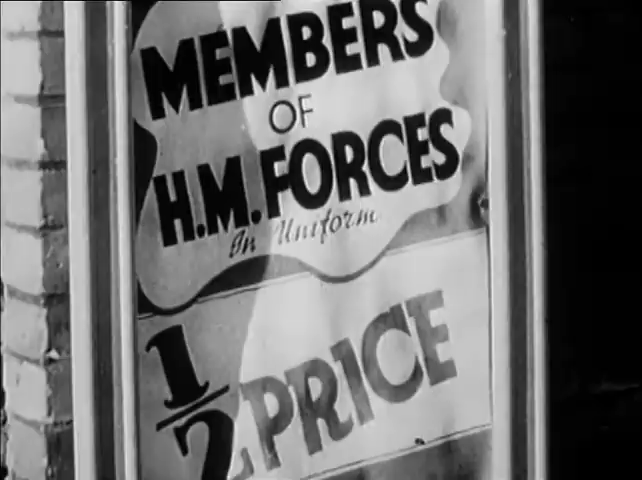 MEMBERS
OF
H.M. FORCES
In Uniform
1/2 PRICE